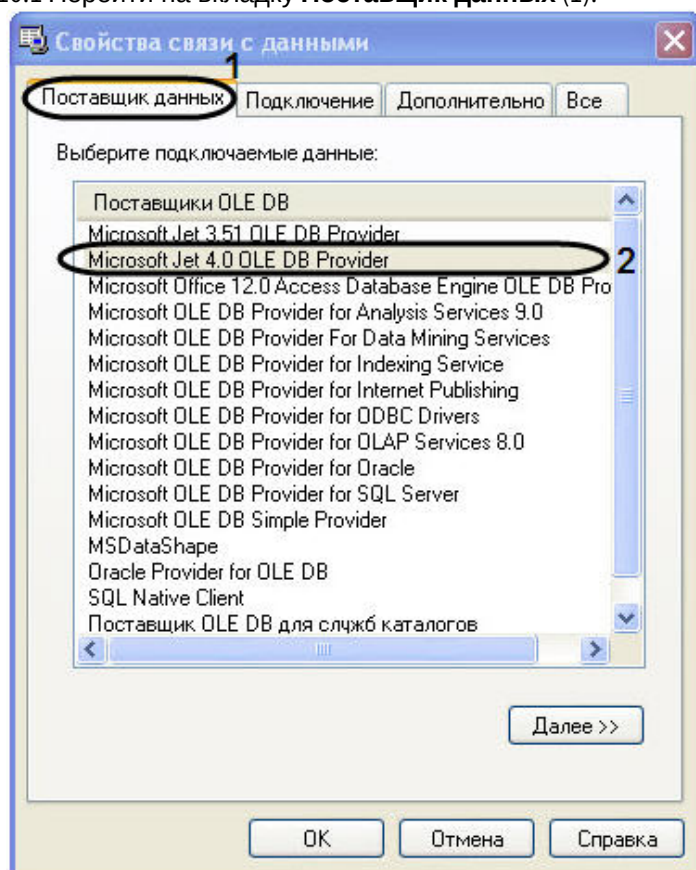 Перейти на вкладку Поставщик данных (1).
Свойства связи с данными
1
Поставщик данных Подключение Дополнительно Все
Выберите подключаемые данные:
Поставщики OLE DB
Microsoft Jet 3.51 OLE DB Provider
Microsoft Jet 4.0 OLE DB Provider 2
Microsoft Office 12.0 Access Database Engine OLE DB Pro
Microsoft OLE DB Provider for Analysis Services 9.0
Microsoft OLE DB Provider For Data Mining Services
Microsoft OLE DB Provider for Indexing Service
Microsoft OLE DB Provider for Internet Publishing
Microsoft OLE DB Provider for ODBC Drivers
Microsoft OLE DB Provider for OLAP Services 8.0
Microsoft OLE DB Provider for Oracle
Microsoft OLE DB Provider for SQL Server
Microsoft OLE DB Simple Provider
MSDataShape
Oracle Provider for OLE DB
SQL Native Client
Поставщик OLE DB для служб каталогов
Далее >>
OK Отмена Справка